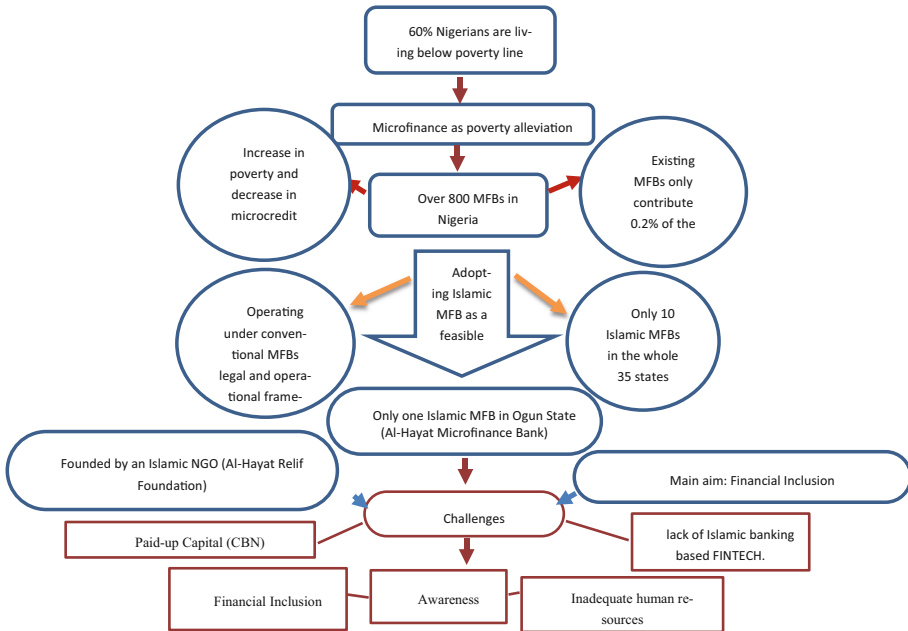 60% Nigerians are liv-
ing below poverty line
Microfinance as poverty alleviation
Increase in
poverty and
decrease in
microcredit
Over 800 MFBs in
Nigeria
Existing
MFBs only
contribute
0.2% of the
Adopt-
ing Islamic
MFB as a
feasible
Operating
under conven-
tional MFBs
legal and opera-
tional frame-
Only 10
Islamic MFBs
in the whole
35 states
Only one Islamic MFB in Ogun State
(Al-Hayat Microfinance Bank)
Founded by an Islamic NGO (Al-Hayat Relif
Foundation)
Main aim: Financial Inclusion
Challenges
Paid-up Capital (CBN)
lack of Islamic banking
based FINTECH.
Financial Inclusion
Awareness
Inadequate human re-
sources